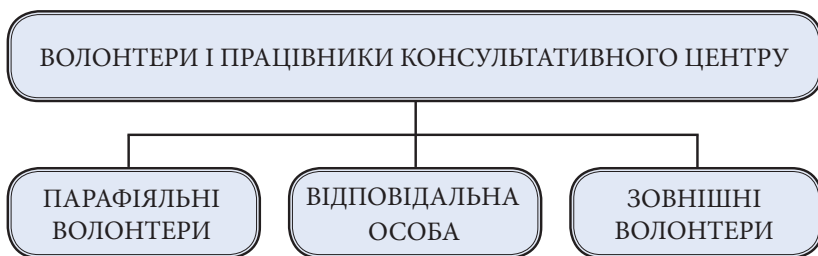 ВОЛОНТЕРИ І ПРАЦІВНИКИ КОНСУЛЬТАТИВНОГО ЦЕНТРУ
ПАРАФІЯЛЬНІ
ВОЛОНТЕРИ
ВІДПОВІДАЛЬНА
ОСОБА
ЗОВНІШНІ
ВОЛОНТЕРИ